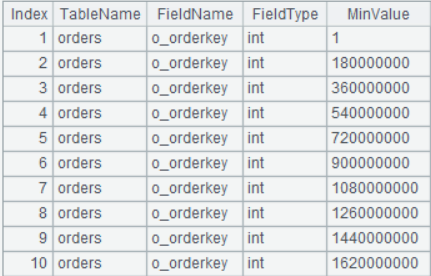 Index TableName FieldName FieldType MinValue
1 orders o_orderkey int 1
2 orders o_orderkey int 180000000
3 orders o_orderkey int 360000000
4 orders o_orderkey int 540000000
5 orders o_orderkey int 720000000
6 orders o_orderkey int 900000000
7 orders o_orderkey int 1080000000
8 orders o_orderkey int 1260000000
9 orders o_orderkey int 1440000000
10 orders o_orderkey int 1620000000